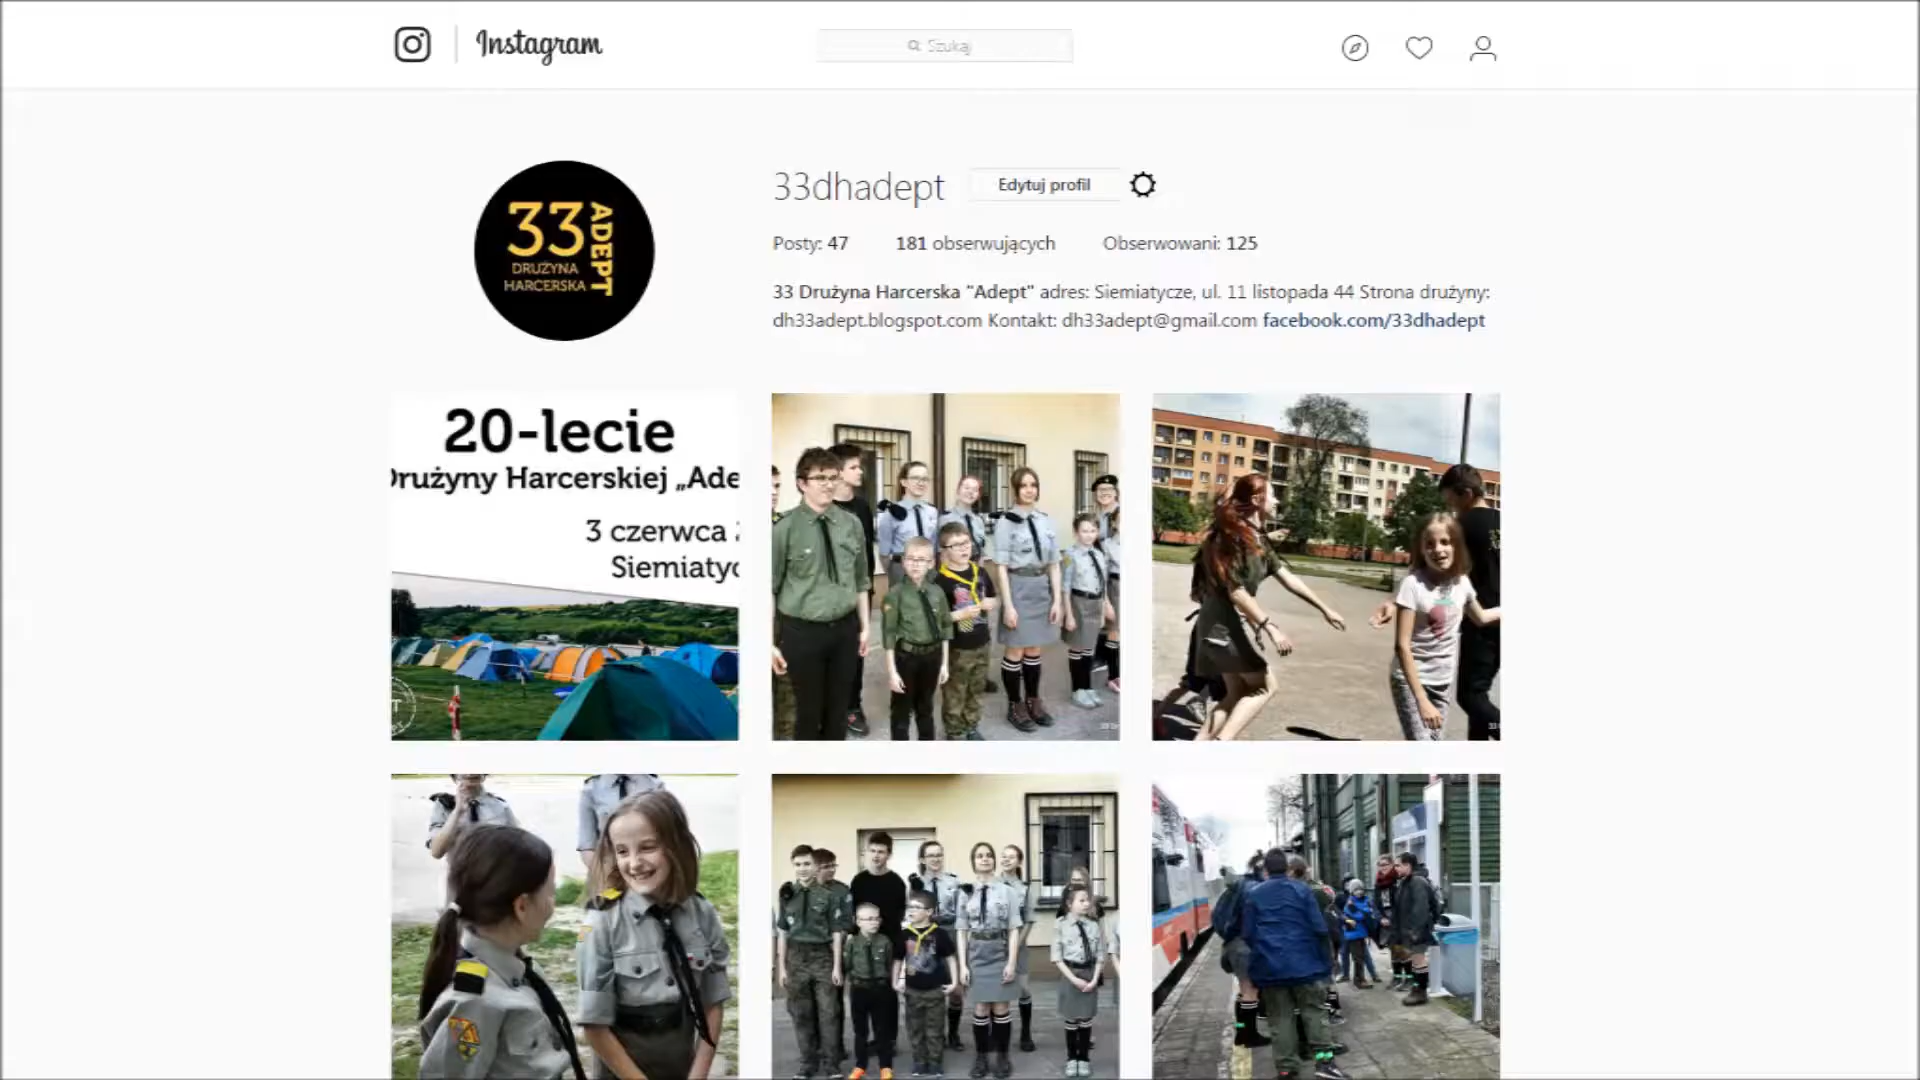 Instagram
Szukaj
33dhadept
Edytuj profil
Posty: 47
181 obserwujących
Obserwowani: 125
33 Drużyna Harcerska "Adept" adres: Siemiatycze, ul. 11 listopada 44 Strona drużyny:
dh33adept.blogspot.com Kontakt: dh33adept@gmail.com facebook.com/33dhadept
33
ADEPT
DRUŻYNA
HARCERSKA
20-lecie
Drużyny Harcerskiej „Ade
3 czerwca
Siemiatyc